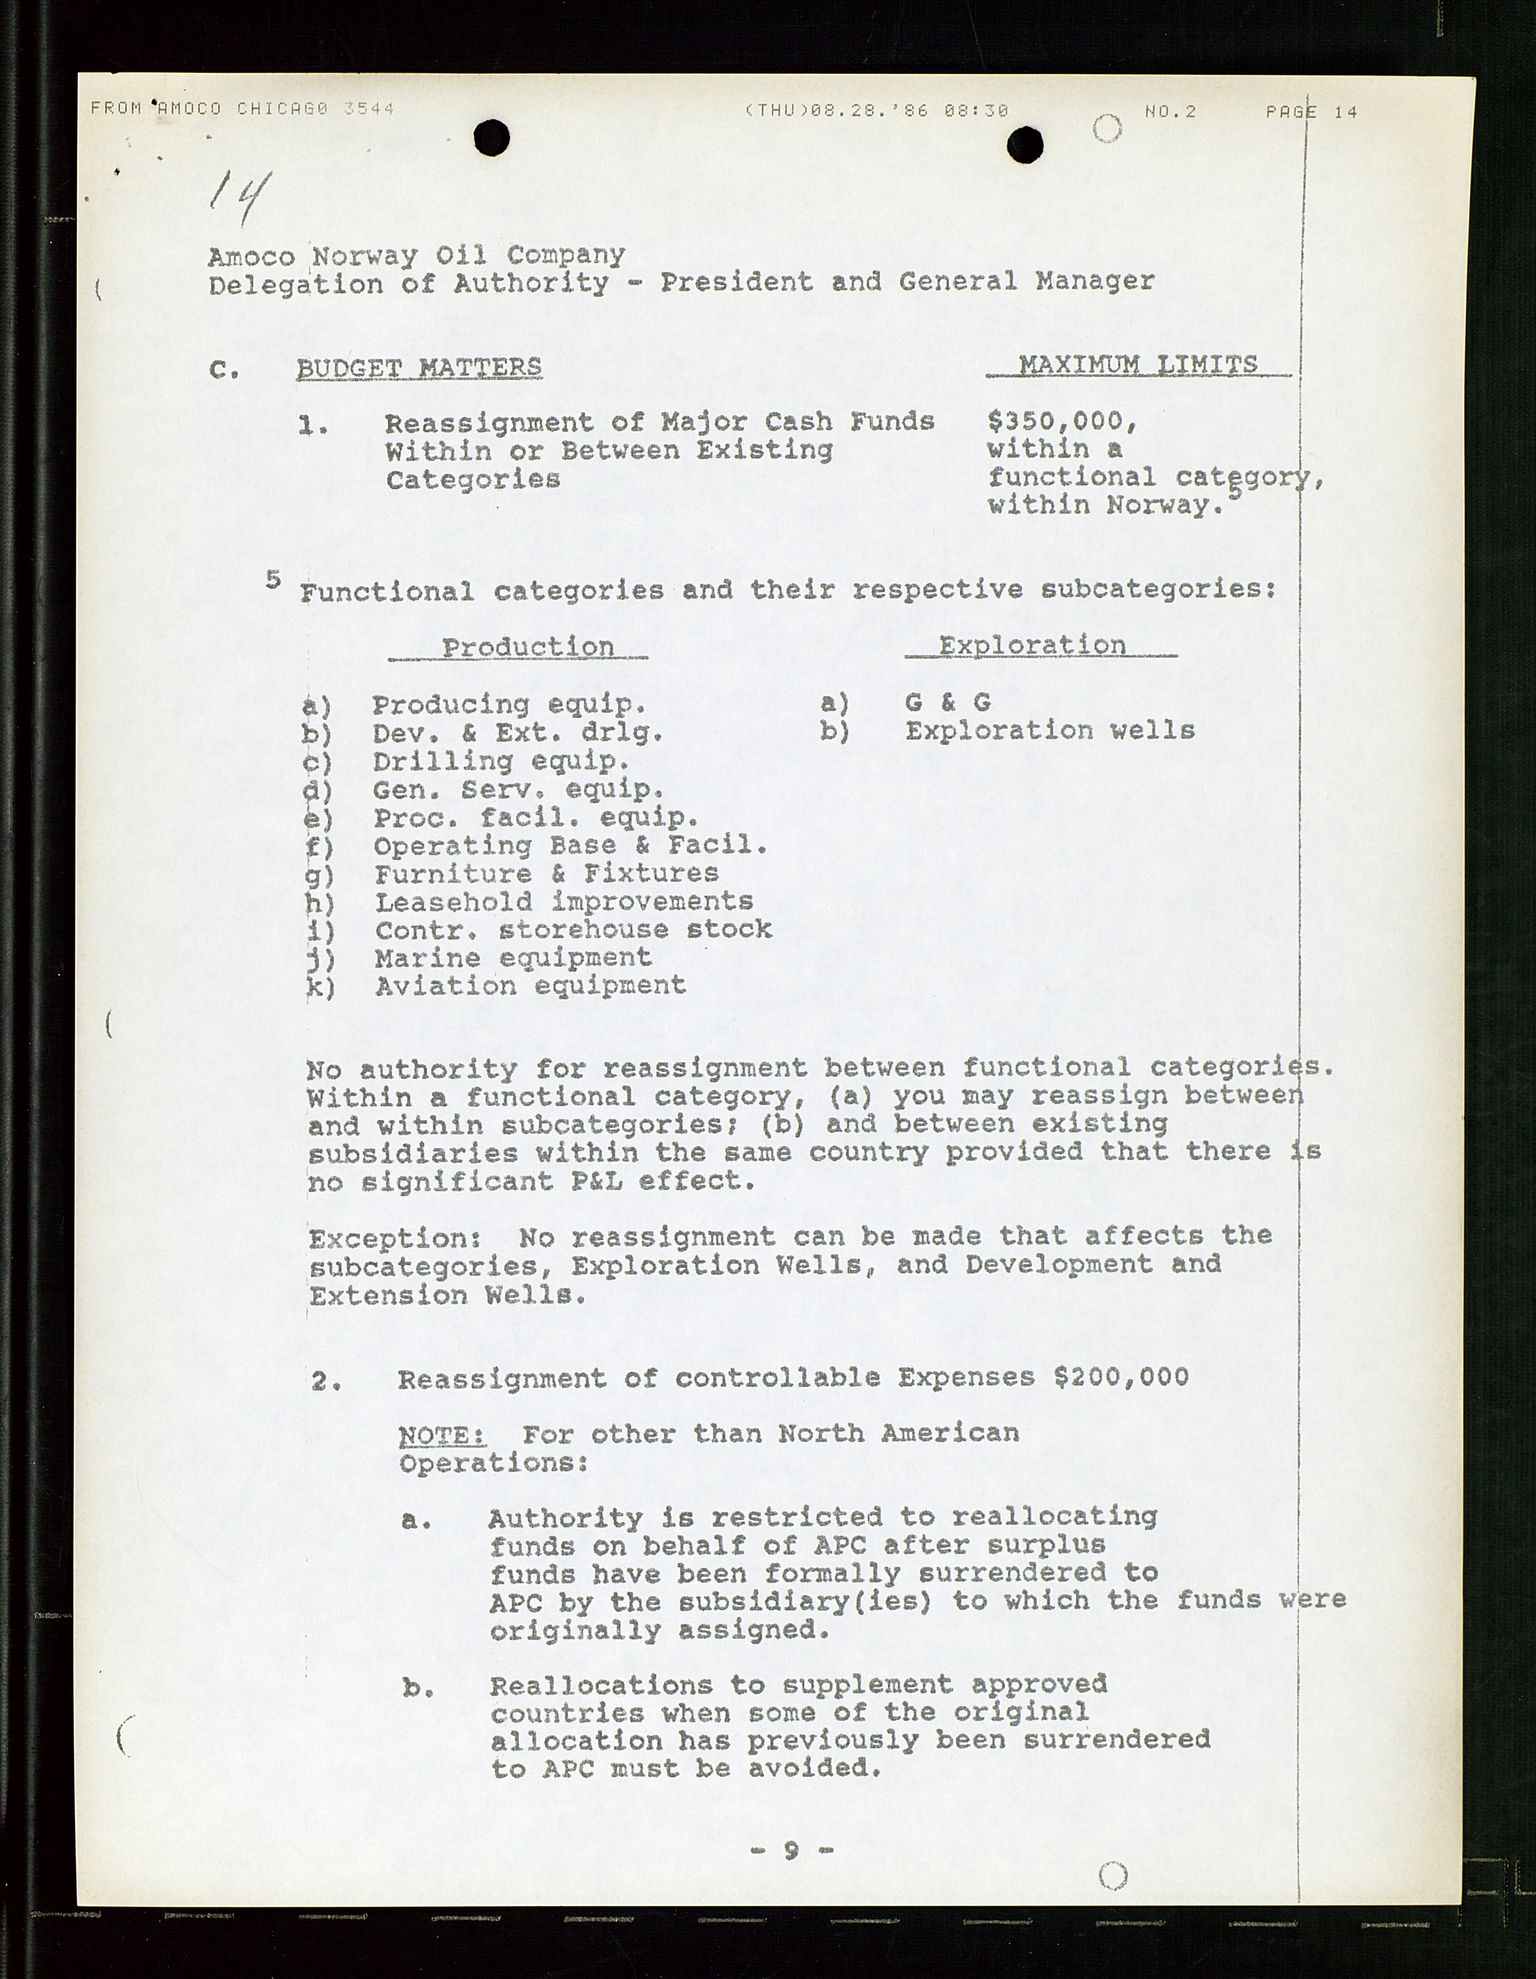 FROM AMOCO CHICAGO 3544 (THU)08.28.'86 08:30 NO.2 PAGE 14
14
Amoco Norway Oil Company
Delegation of Authority - President and General Manager
C. BUDGET MATTERS MAXIMUM LIMITS
1. Reassignment of Major Cash Funds $350,000,
Within or Between Existing within a
Categories functional category,
within Norway.5
5 Functional categories and their respective subcategories:
Production Exploration
a) Producing equip. a) G & G
b) Dev. & Ext. drlg. b) Exploration wells
c) Drilling equip.
d) Gen. Serv. equip.
e) Proc. facil. equip.
f) Operating Base & Facil.
g) Furniture & Fixtures
h) Leasehold improvements
i) Contr. storehouse stock
j) Marine equipment
k) Aviation equipment
No authority for reassignment between functional categories.
Within a functional category, (a) you may reassign between
and within subcategories; (b) and between existing
subsidiaries within the same country provided that there is
no significant P&L effect.
Exception: No reassignment can be made that affects the
subcategories, Exploration Wells, and Development and
Extension Wells.
2. Reassignment of controllable Expenses $200,000
NOTE: For other than North American
Operations:
a. Authority is restricted to reallocating
funds on behalf of APC after surplus
funds have been formally surrendered to
APC by the subsidiary(ies) to which the funds were
originally assigned.
b. Reallocations to supplement approved
countries when some of the original
allocation has previously been surrendered
to APC must be avoided.
- 9 -